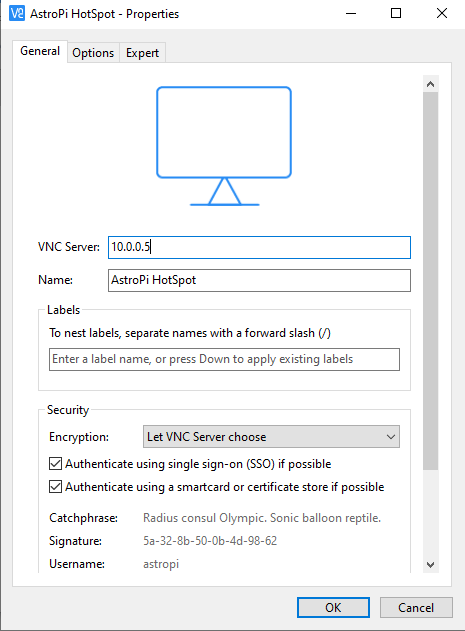 AstroPi HotSpot - Properties
General Options Expert
VNC Server: 10.0.0.5
Name: AstroPi HotSpot
Labels
To nest labels, separate names with a forward slash (/)
Enter a label name, or press Down to apply existing labels
Security
Encryption: Let VNC Server choose
Authenticate using single sign-on (SSO) if possible
Authenticate using a smartcard or certificate store if possible
Catchphrase: Radius consul Olympic. Sonic balloon reptile.
Signature: 5a-32-8b-50-0b-4d-98-62
Username: astropi
OK Cancel